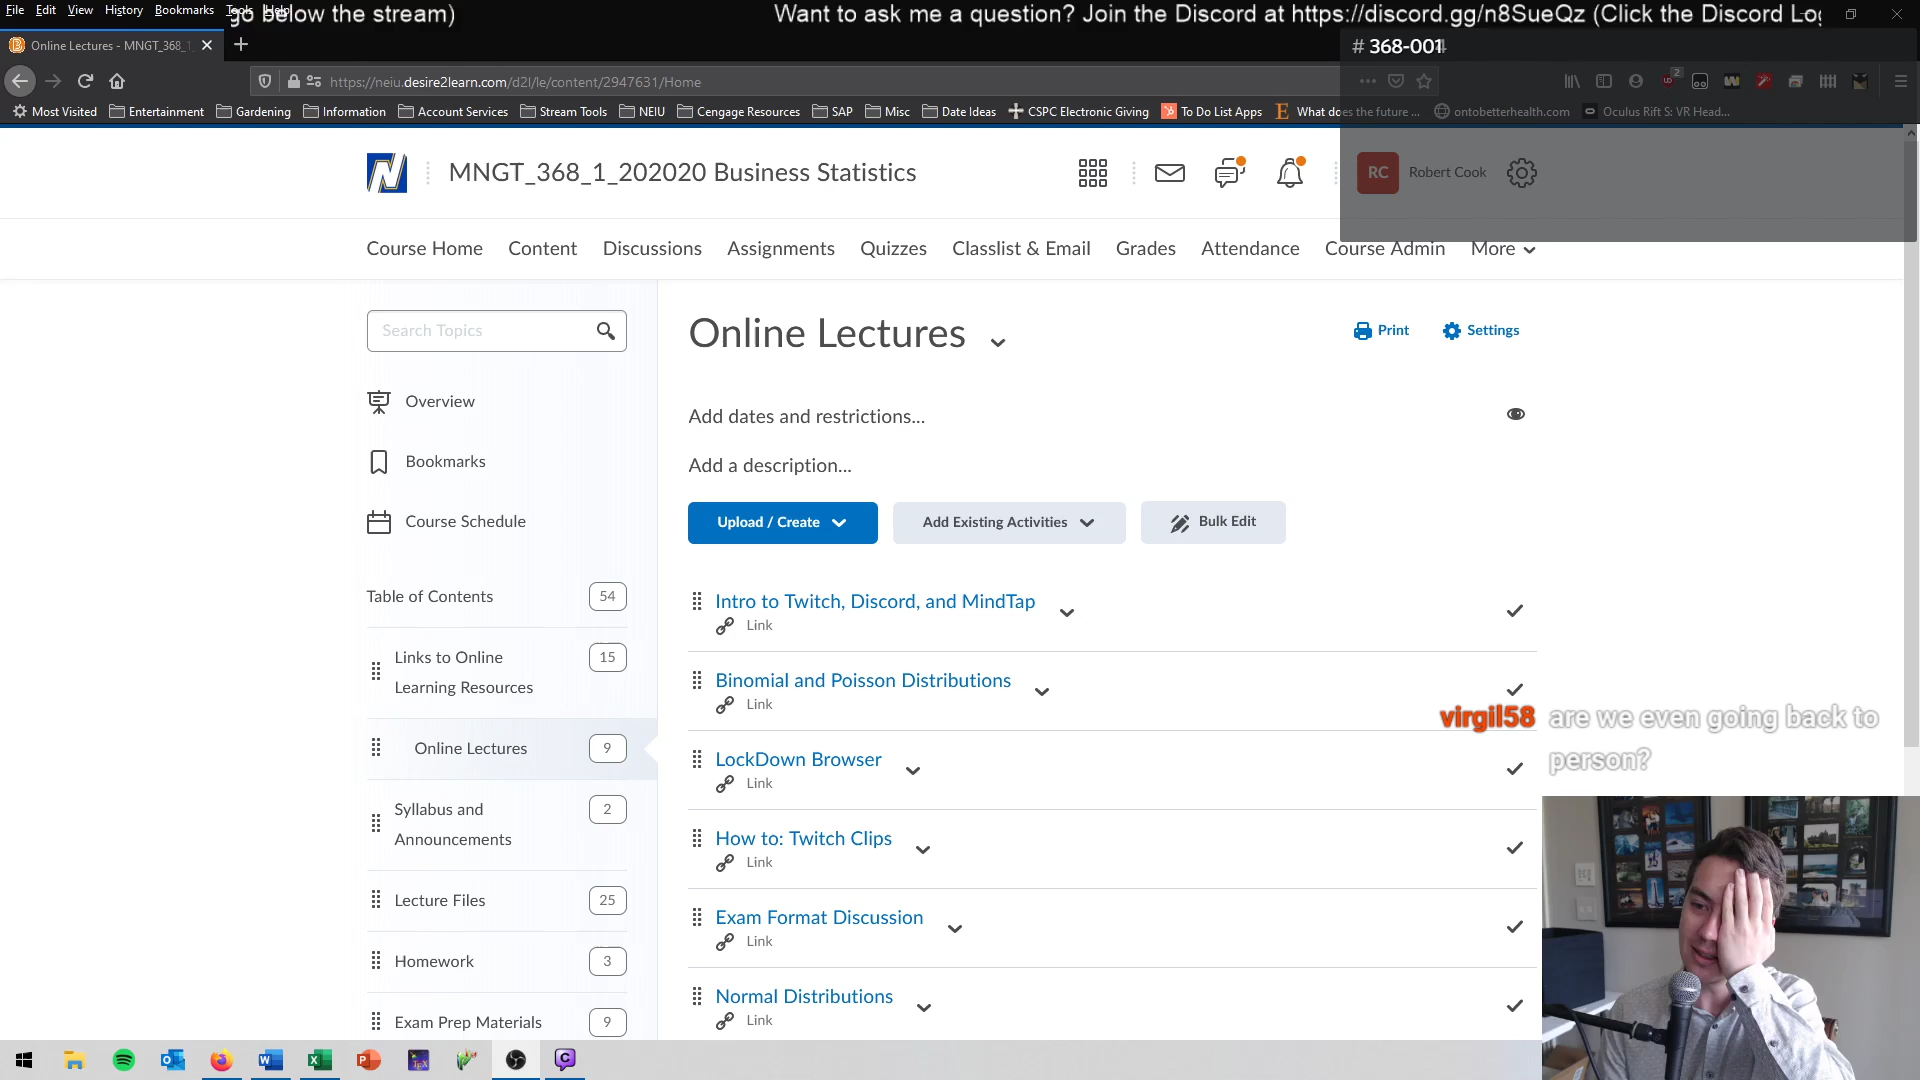 File Edit View History Bookmarks Tools Help
go below the stream)
Want to ask me a question? Join the Discord at https://discord.gg/n8SueQz (Click the Discord Log
Online Lectures - MNGT_368_1_
# 368-001
https://neiu.desire2learn.com/d2l/le/content/2947631/Home
Most Visited Entertainment Gardening Information Account Services Stream Tools NEIU Cengage Resources SAP Misc Date Ideas CSPC Electronic Giving To Do List Apps What does the future ... ontobetterhealth.com Oculus Rift S: VR Head...
MNGT_368_1_202020 Business Statistics
RC Robert Cook
Course Home Content Discussions Assignments Quizzes Classlist & Email Grades Attendance Course Admin More
Search Topics
Overview
Bookmarks
Course Schedule
Table of Contents 54
Links to Online Learning Resources 15
Online Lectures 9
Syllabus and Announcements 2
Lecture Files 25
Homework 3
Exam Prep Materials 9
Online Lectures
Print Settings
Add dates and restrictions...
Add a description...
Upload / Create Add Existing Activities Bulk Edit
Intro to Twitch, Discord, and MindTap
Link
Binomial and Poisson Distributions
Link
LockDown Browser
Link
How to: Twitch Clips
Link
Exam Format Discussion
Link
Normal Distributions
Link
virgil58 are we even going back to
person?